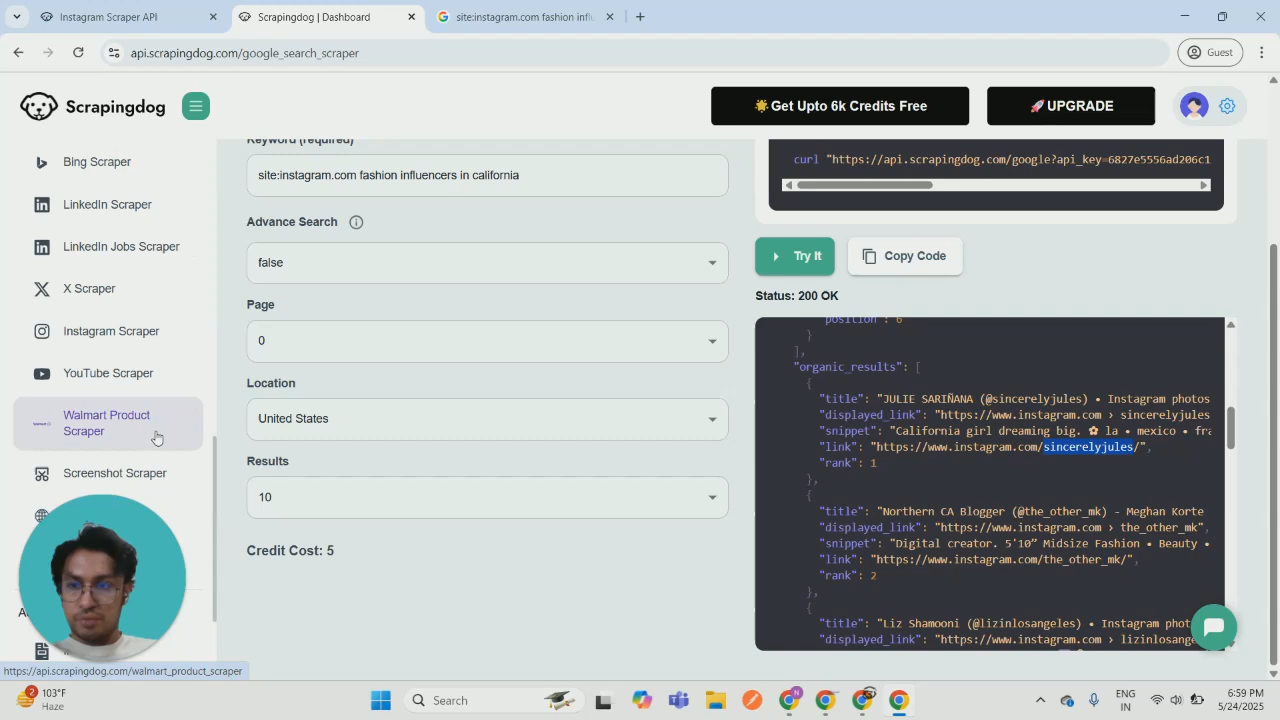 Instagram Scraper API
Scrapingdog | Dashboard
site:instagram.com fashion influ
api.scrapingdog.com/google_search_scraper
Guest
Scrapingdog
🌟Get Upto 6k Credits Free
🚀UPGRADE
Bing Scraper
LinkedIn Scraper
LinkedIn Jobs Scraper
X Scraper
Instagram Scraper
YouTube Scraper
Walmart Product
Scraper
Screenshot Scraper
https://api.scrapingdog.com/walmart_product_scraper
Keyword (required)
site:instagram.com fashion influencers in california
Advance Search
false
Page
0
Location
United States
Results
10
Credit Cost: 5
curl "https://api.scrapingdog.com/google?api_key=6827e5556ad206c1
Try It
Copy Code
Status: 200 OK
"position": 6
}
],
"organic_results": [
{
"title": "JULIE SARIÑANA (@sincerelyjules) • Instagram photos
"displayed_link": "https://www.instagram.com › sincerelyjules
"snippet": "California girl dreaming big. ✿ la • mexico • fra
"link": "https://www.instagram.com/sincerelyjules/",
"rank": 1
},
{
"title": "Northern CA Blogger (@the_other_mk) - Meghan Korte
"displayed_link": "https://www.instagram.com › the_other_mk",
"snippet": "Digital creator. 5'10” Midsize Fashion • Beauty •
"link": "https://www.instagram.com/the_other_mk/",
"rank": 2
},
{
"title": "Liz Shamooni (@lizinlosangeles) • Instagram phot
"displayed_link": "https://www.instagram.com › lizinlosangeles
2
103°F
Haze
Search
ENG
IN
6:59 PM
5/24/2025